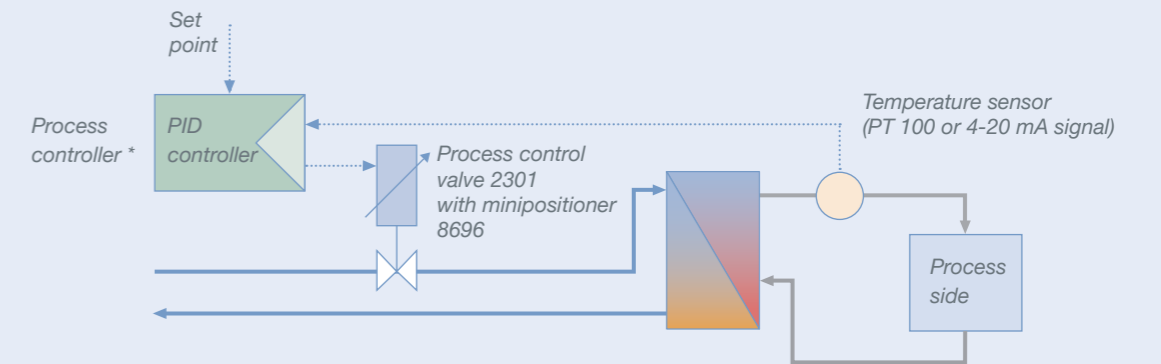 Set
point
Process
controller *
PID
controller
Process control
valve 2301
with minipositioner
8696
Temperature sensor
(PT 100 or 4-20 mA signal)
Process
side